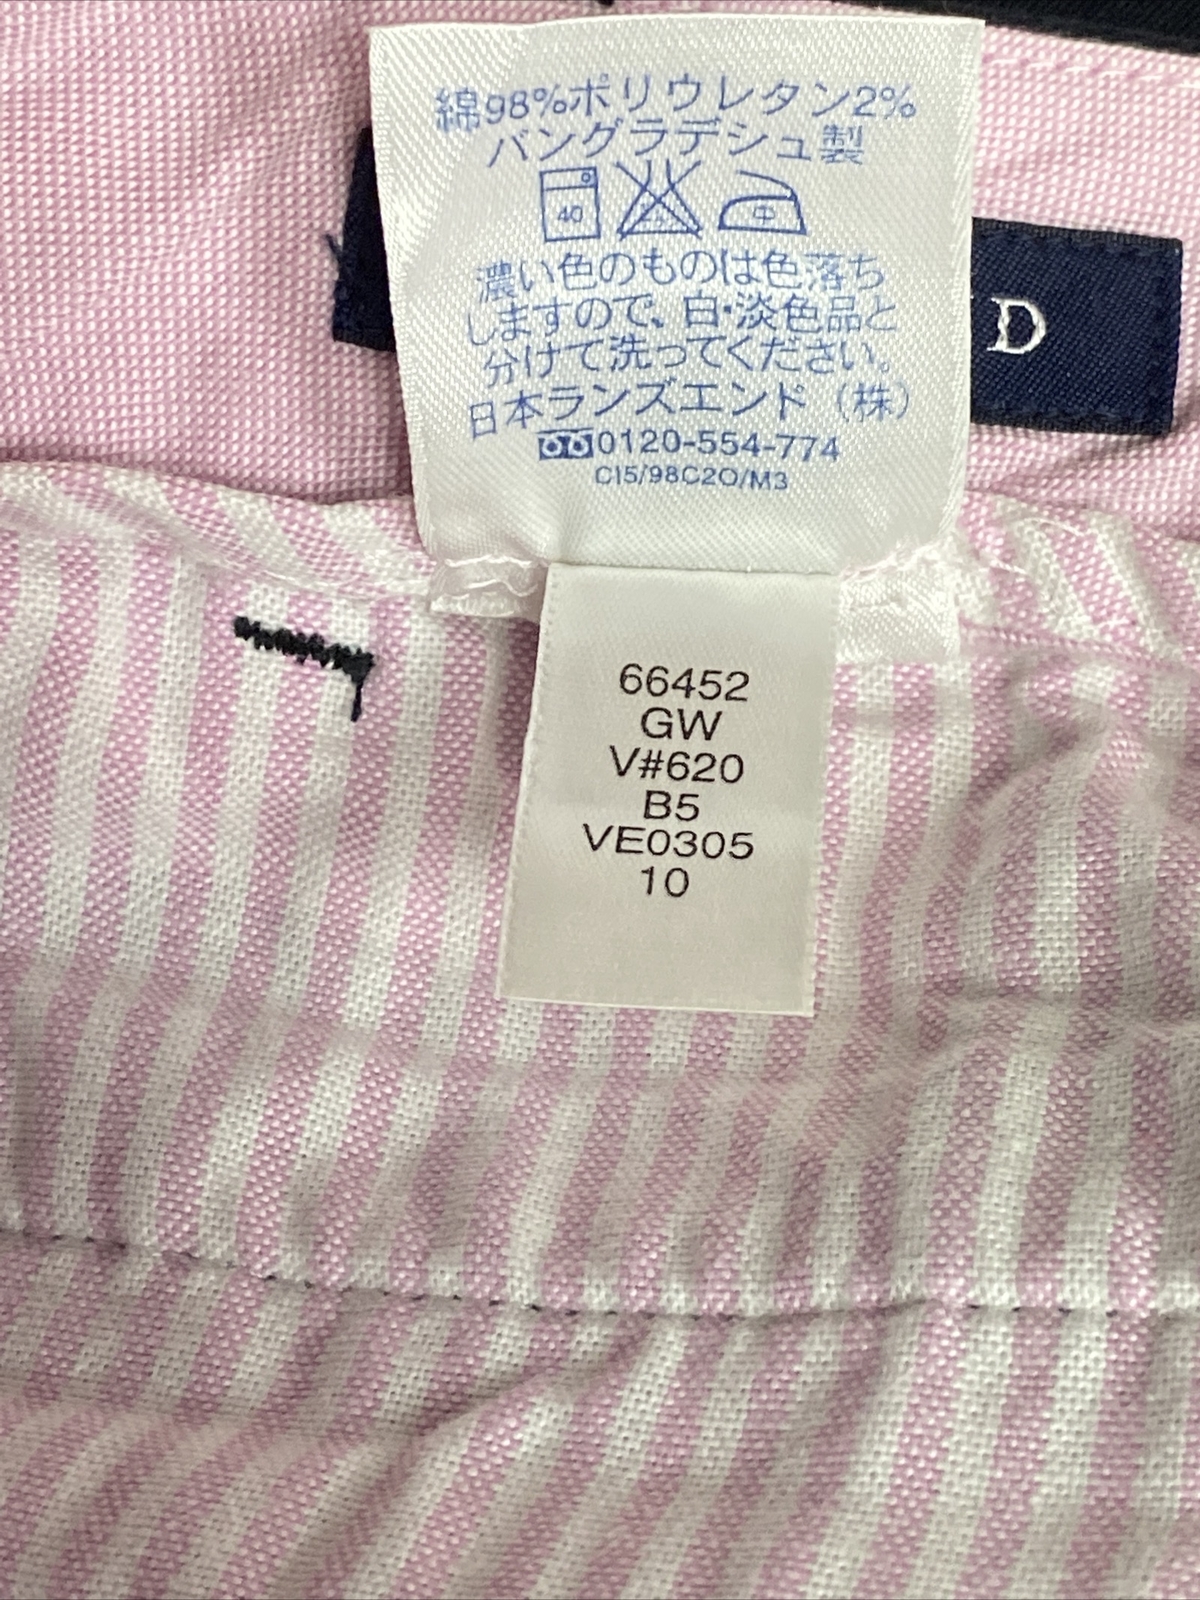 綿98%ポリウレタン2%
バングラデシュ製
40
中
濃い色のものは色落ち
しますので、白・淡色品と
分けて洗ってください。
日本ランズエンド（株）
0120-554-774
C15/98C2O/M3
D
66452
GW
V#620
B5
VE0305
10